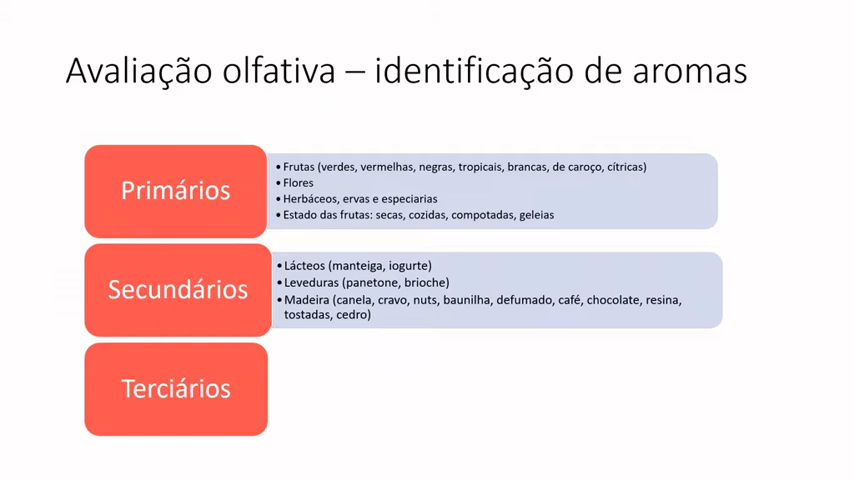 Avaliação olfativa – identificação de aromas
Primários
• Frutas (verdes, vermelhas, negras, tropicais, brancas, de caroço, cítricas)
• Flores
• Herbáceos, ervas e especiarias
• Estado das frutas: secas, cozidas, compotadas, geleias
Secundários
• Lácteos (manteiga, iogurte)
• Leveduras (panetone, brioche)
• Madeira (canela, cravo, nuts, baunilha, defumado, café, chocolate, resina,
tostadas, cedro)
Terciários